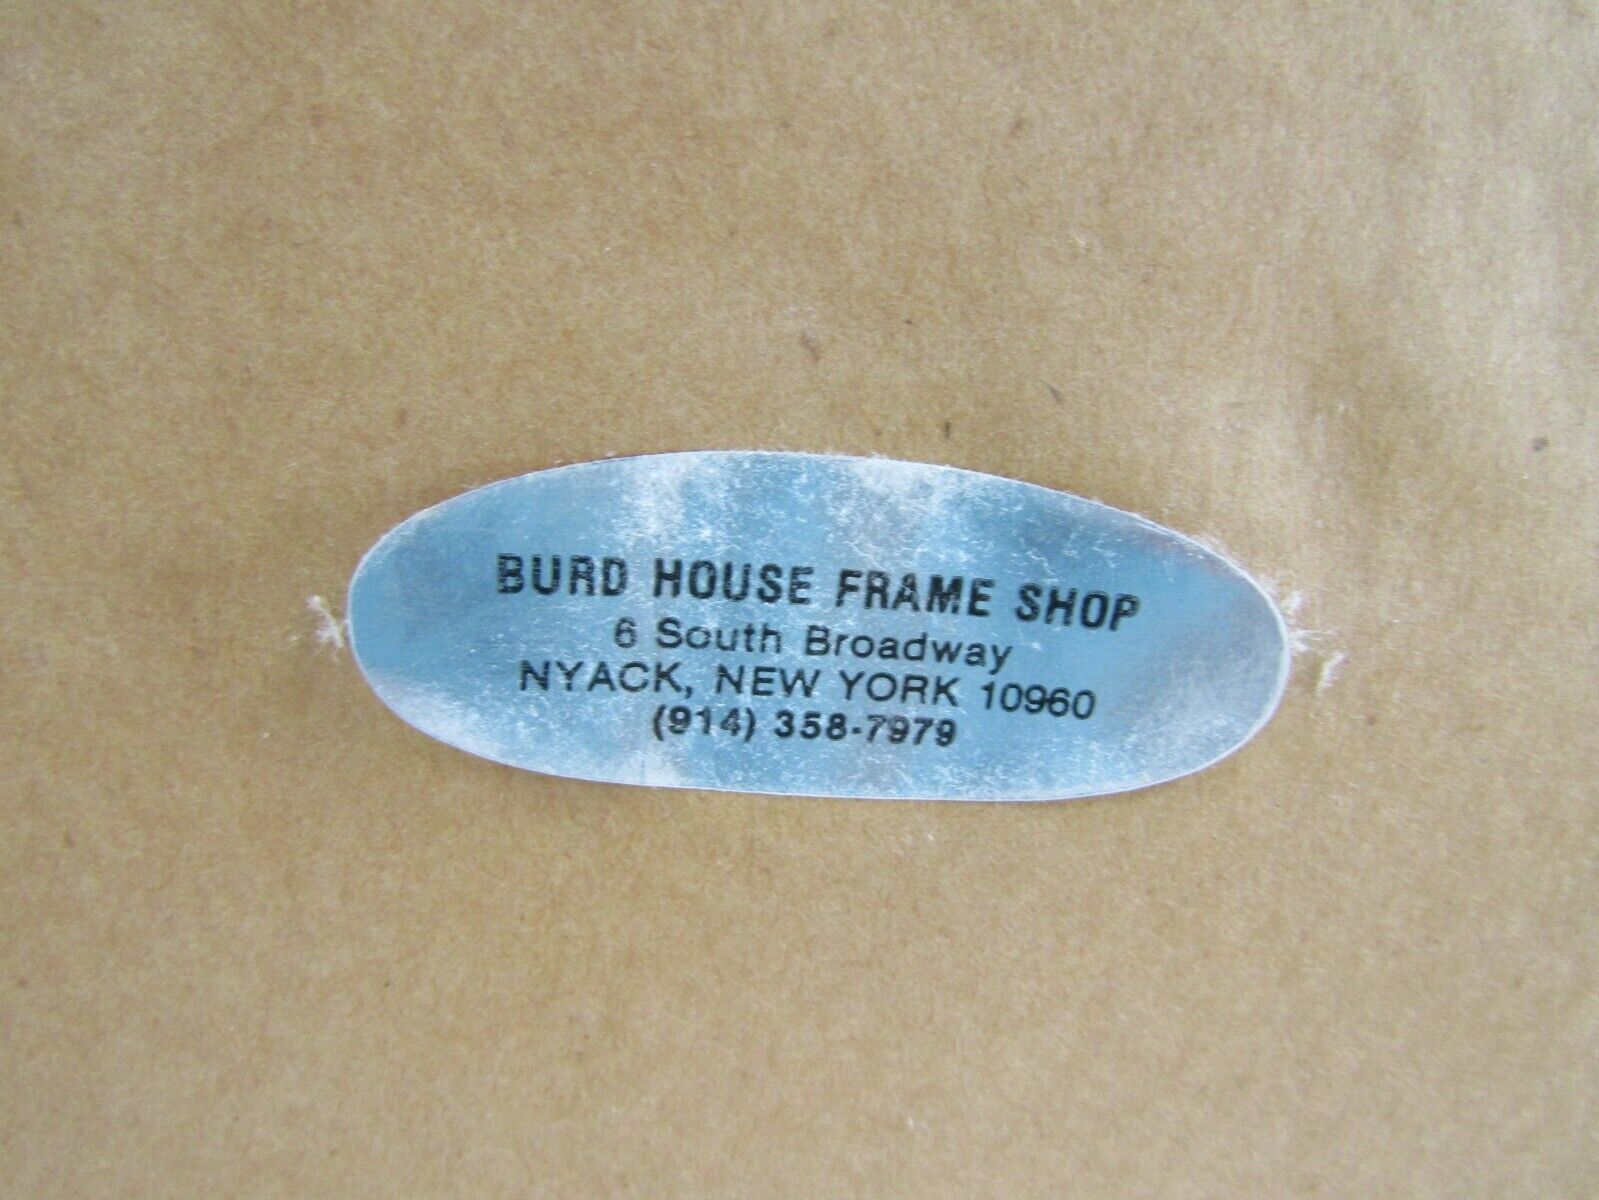 BURD HOUSE FRAME SHOP
6 South Broadway
NYACK, NEW YORK 10960
(914) 358-7979